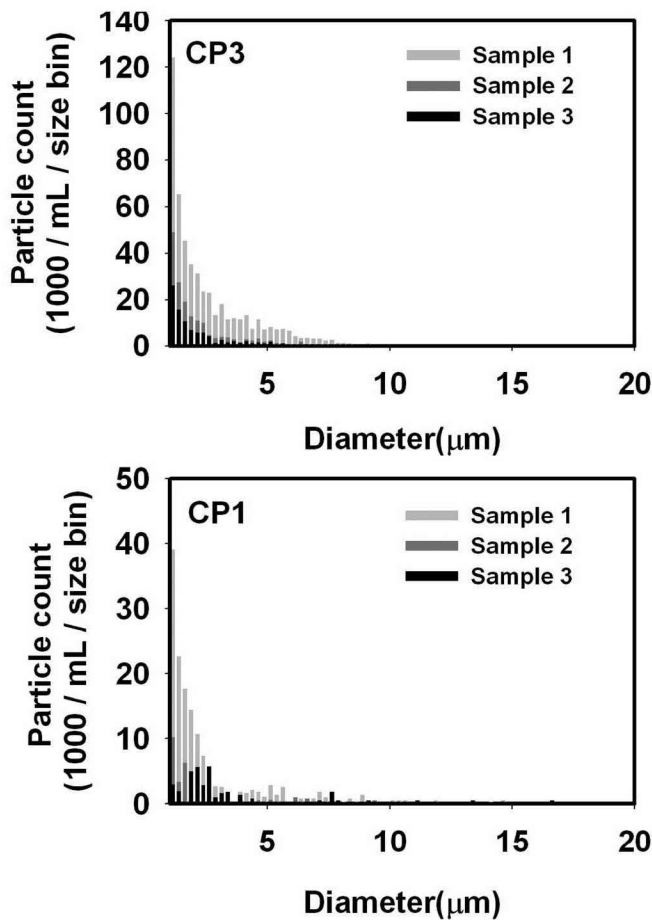 140
120
100
80
60
40
20
0
Particle count
(1000 / mL / size bin)
CP3
Sample 1
Sample 2
Sample 3
5 10 15 20
Diameter(μm)
50
40
30
20
10
0
Particle count
(1000 / mL / size bin)
CP1
Sample 1
Sample 2
Sample 3
5 10 15 20
Diameter(μm)